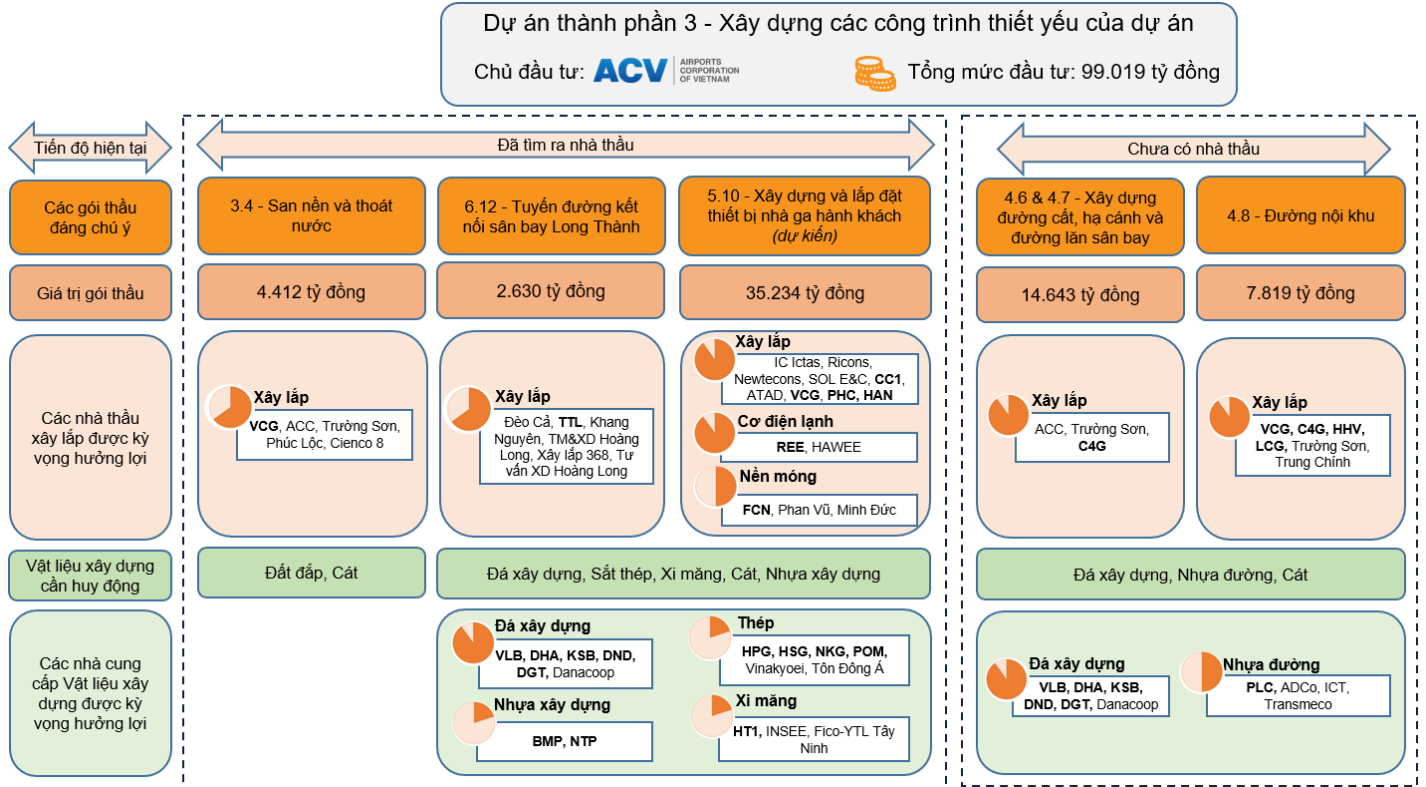 Dự án thành phần 3 - Xây dựng các công trình thiết yếu của dự án
Chủ đầu tư: ACV AIRPORTS
CORPORATION
OF VIETNAM
Tổng mức đầu tư: 99.019 tỷ đồng
Tiến độ hiện tại
Đã tìm ra nhà thầu
Chưa có nhà thầu
Các gói thầu
đáng chú ý
3.4 - San nền và thoát
nước
6.12 - Tuyến đường kết
nối sân bay Long Thành
5.10 - Xây dựng và lắp đặt
thiết bị nhà ga hành khách
(dự kiến)
4.6 & 4.7 - Xây dựng
đường cất, hạ cánh và
đường lăn sân bay
4.8 - Đường nội khu
Giá trị gói thầu
4.412 tỷ đồng
2.630 tỷ đồng
35.234 tỷ đồng
14.643 tỷ đồng
7.819 tỷ đồng
Các nhà thầu
xây lắp được kỳ
vọng hưởng lợi
Xây lắp
VCG, ACC, Trường Sơn,
Phúc Lộc, Cienco 8
Xây lắp
Đèo Cả, TTL, Khang
Nguyên, TM&XD Hoàng
Long, Xây lắp 368, Tư
vấn XD Hoàng Long
Xây lắp
IC Ictas, Ricons,
Newtecons, SOL E&C, CC1,
ATAD, VCG, PHC, HAN
Cơ điện lạnh
REE, HAWEE
Nền móng
FCN, Phan Vũ, Minh Đức
Xây lắp
ACC, Trường Sơn,
C4G
Xây lắp
VCG, C4G, HHV,
LCG, Trường Sơn,
Trung Chính
Vật liệu xây dựng
cần huy động
Đất đắp, Cát
Đá xây dựng, Sắt thép, Xi măng, Cát, Nhựa xây dựng
Đá xây dựng, Nhựa đường, Cát
Các nhà cung
cấp Vật liệu xây
dựng được kỳ
vọng hưởng lợi
Đá xây dựng
VLB, DHA, KSB, DND,
DGT, Danacoop
Nhựa xây dựng
BMP, NTP
Thép
HPG, HSG, NKG, POM,
Vinakyoei, Tôn Đông Á
Xi măng
HT1, INSEE, Fico-YTL Tây
Ninh
Đá xây dựng
VLB, DHA, KSB,
DND, DGT, Danacoop
Nhựa đường
PLC, ADCo, ICT,
Transmeco